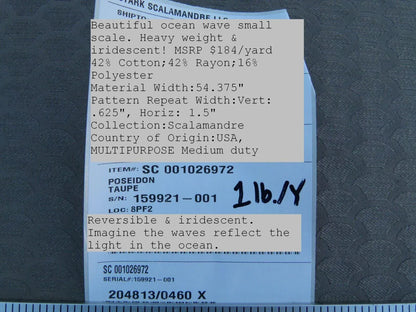 STARK SCALAMANDRE LLC
SHIPTO
Beautiful ocean wave small
scale. Heavy weight &
iridescent! MSRP $184/yard
42% Cotton;42% Rayon;16%
Polyester
Material Width:54.375"
Pattern Repeat Width:Vert:
.625", Horiz: 1.5"
Collection:Scalamandre
Country of Origin:USA,
MULTIPURPOSE Medium duty
ITEM#: SC 001026972
POSEIDON
TAUPE
S/N: 159921-001
1 lb./Y
LOC: 8PF2
Reversible & iridescent.
Imagine the waves reflect the
light in the ocean.
SC 001026972
SERIAL#:159921-001
204813/0460 X